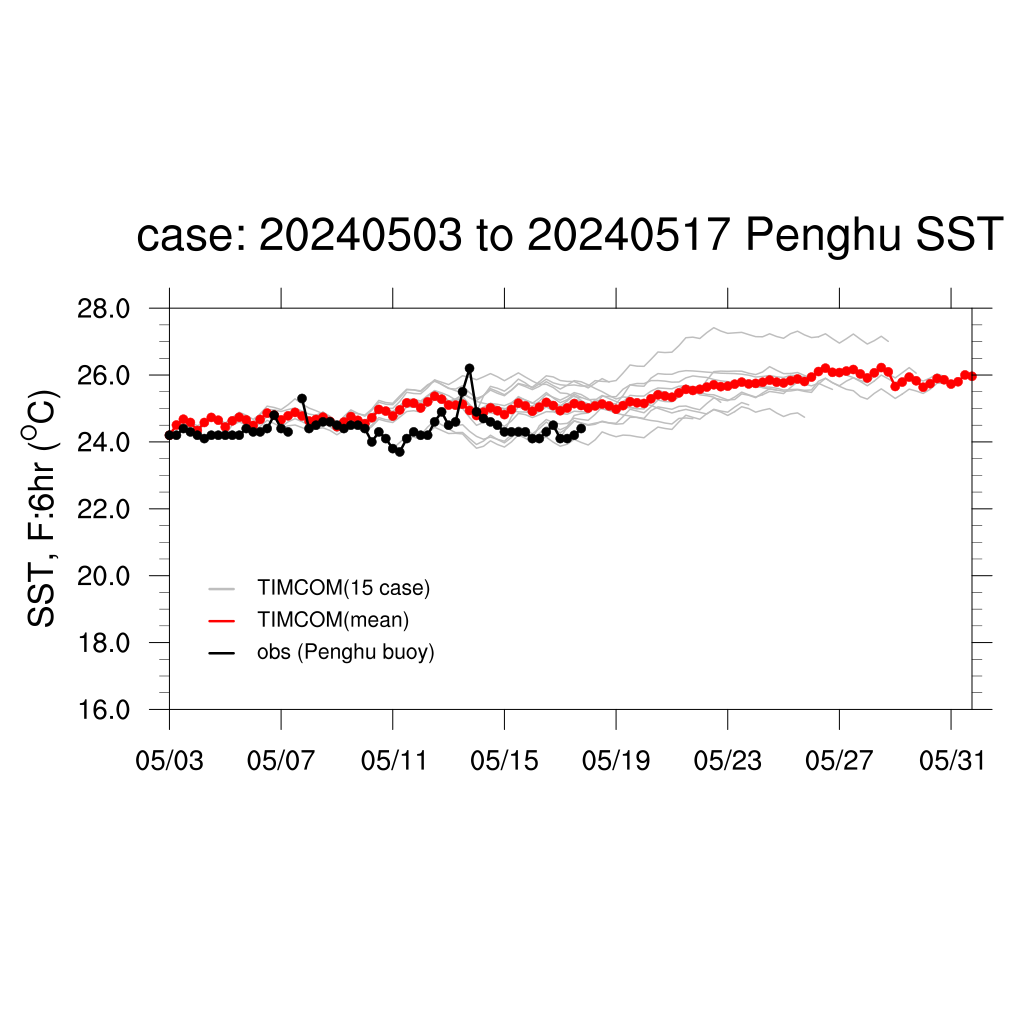 case: 20240503 to 20240517 Penghu SST
SST, F:6hr (°C)
28.0
26.0
24.0
22.0
20.0
18.0
16.0
TIMCOM(15 case)
TIMCOM(mean)
obs (Penghu buoy)
05/03 05/07 05/11 05/15 05/19 05/23 05/27 05/31